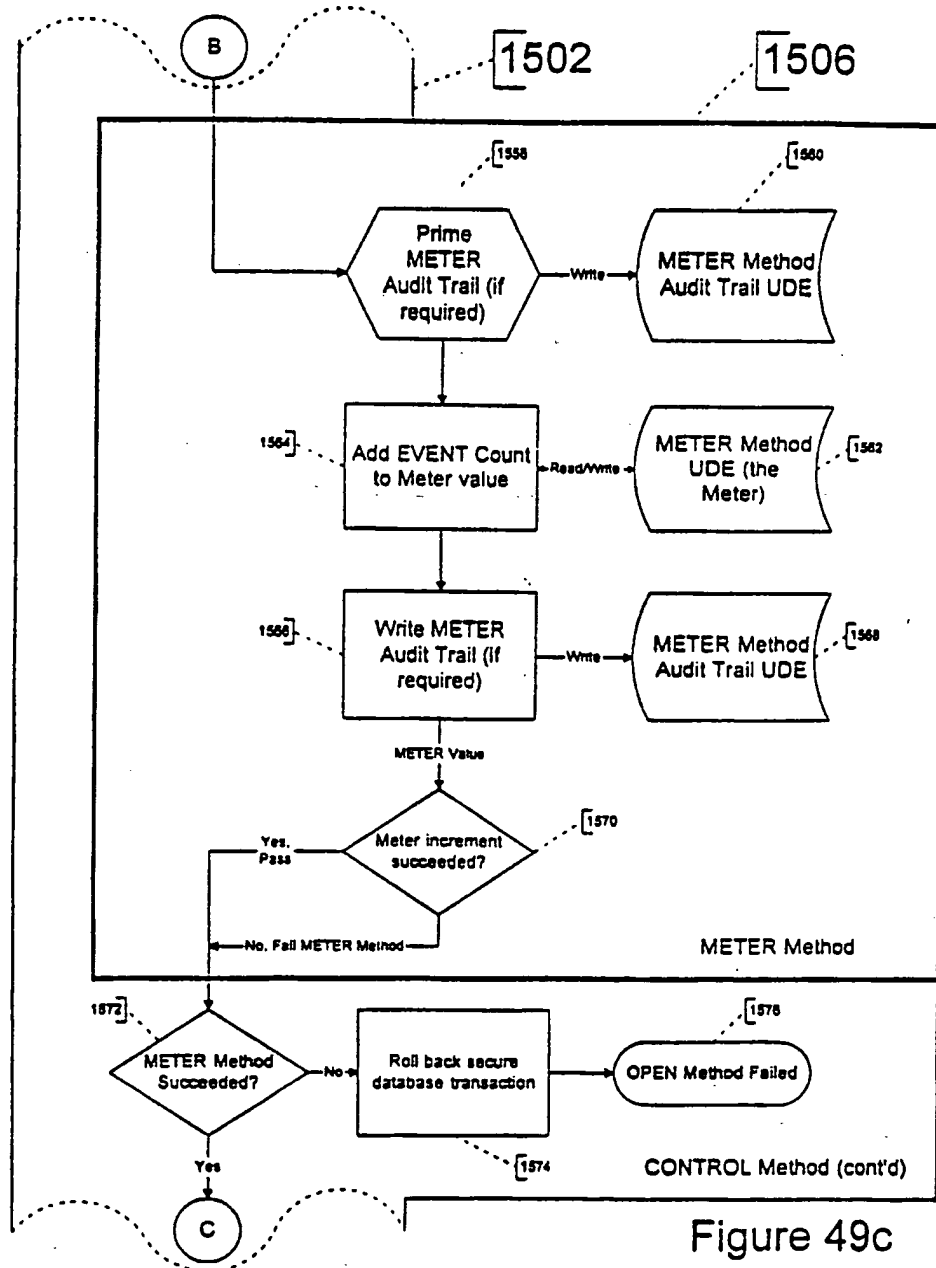 B
1502
1506
1558
1560
Prime
METER
Audit Trail (if
required)
Write
METER Method
Audit Trail UDE
1564
Add EVENT Count
to Meter value
Read/Write
METER Method
UDE (the
Meter)
1562
1566
Write METER
Audit Trail (if
required)
Write
METER Method
Audit Trail UDE
1568
METER Value
Yes,
Pass
Meter increment
succeeded?
1570
No, Fail METER Method
METER Method
1572
METER Method
Succeeded?
No
Roll back secure
database transaction
1576
OPEN Method Failed
Yes
1574
CONTROL Method (cont'd)
C
Figure 49c